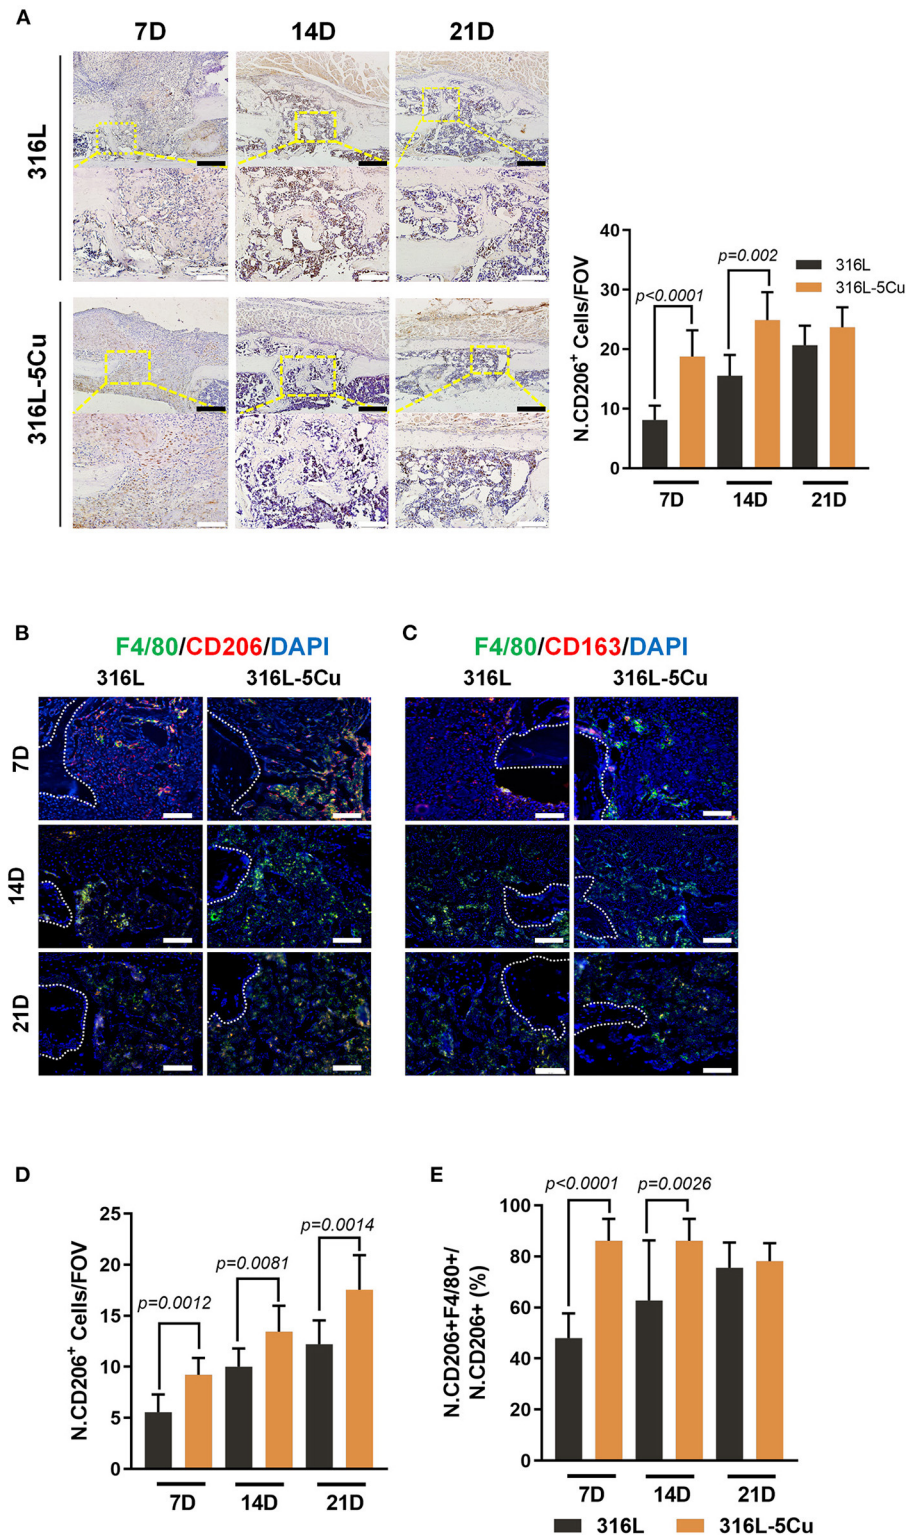 A
7D 14D 21D
316L
316L-5Cu
N.CD206+ Cells/FOV
40
30
20
10
0
p<0.0001
p=0.002
316L
316L-5Cu
7D 14D 21D
B
F4/80/CD206/DAPI
316L 316L-5Cu
7D
14D
21D
C
F4/80/CD163/DAPI
316L 316L-5Cu
D
N.CD206+ Cells/FOV
25
20
15
10
5
0
p=0.0012
p=0.0081
p=0.0014
7D 14D 21D
E
N.CD206+F4/80+/
N.CD206+ (%)
100
80
60
40
20
0
p<0.0001
p=0.0026
7D 14D 21D
316L 316L-5Cu